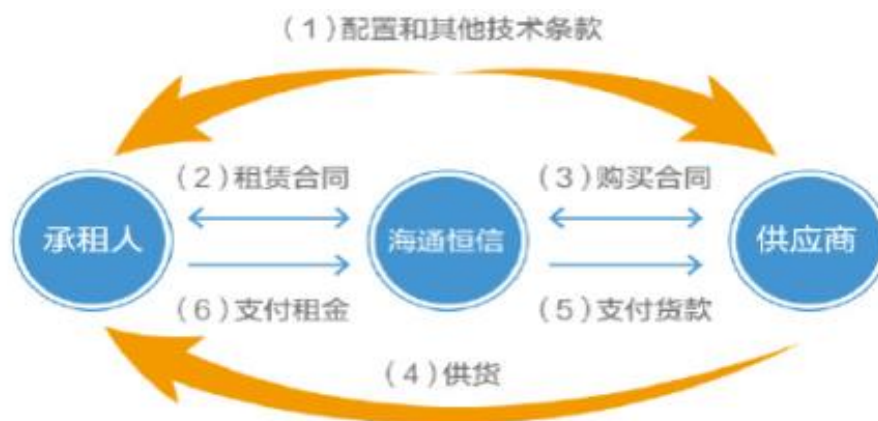 （1）配置和其他技术条款
（2）租赁合同
（3）购买合同
承租人
海通恒信
供应商
（6）支付租金
（5）支付货款
（4）供货